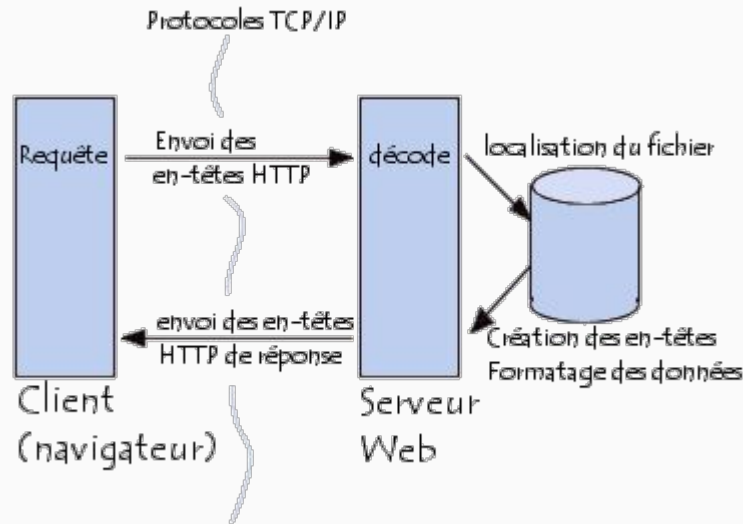 Protocoles TCP/IP
Requête
Envoi des
en-têtes HTTP
décode
localisation du fichier
envoi des en-têtes
HTTP de réponse
Création des en-têtes
Formatage des données
Client
(navigateur)
Serveur
Web